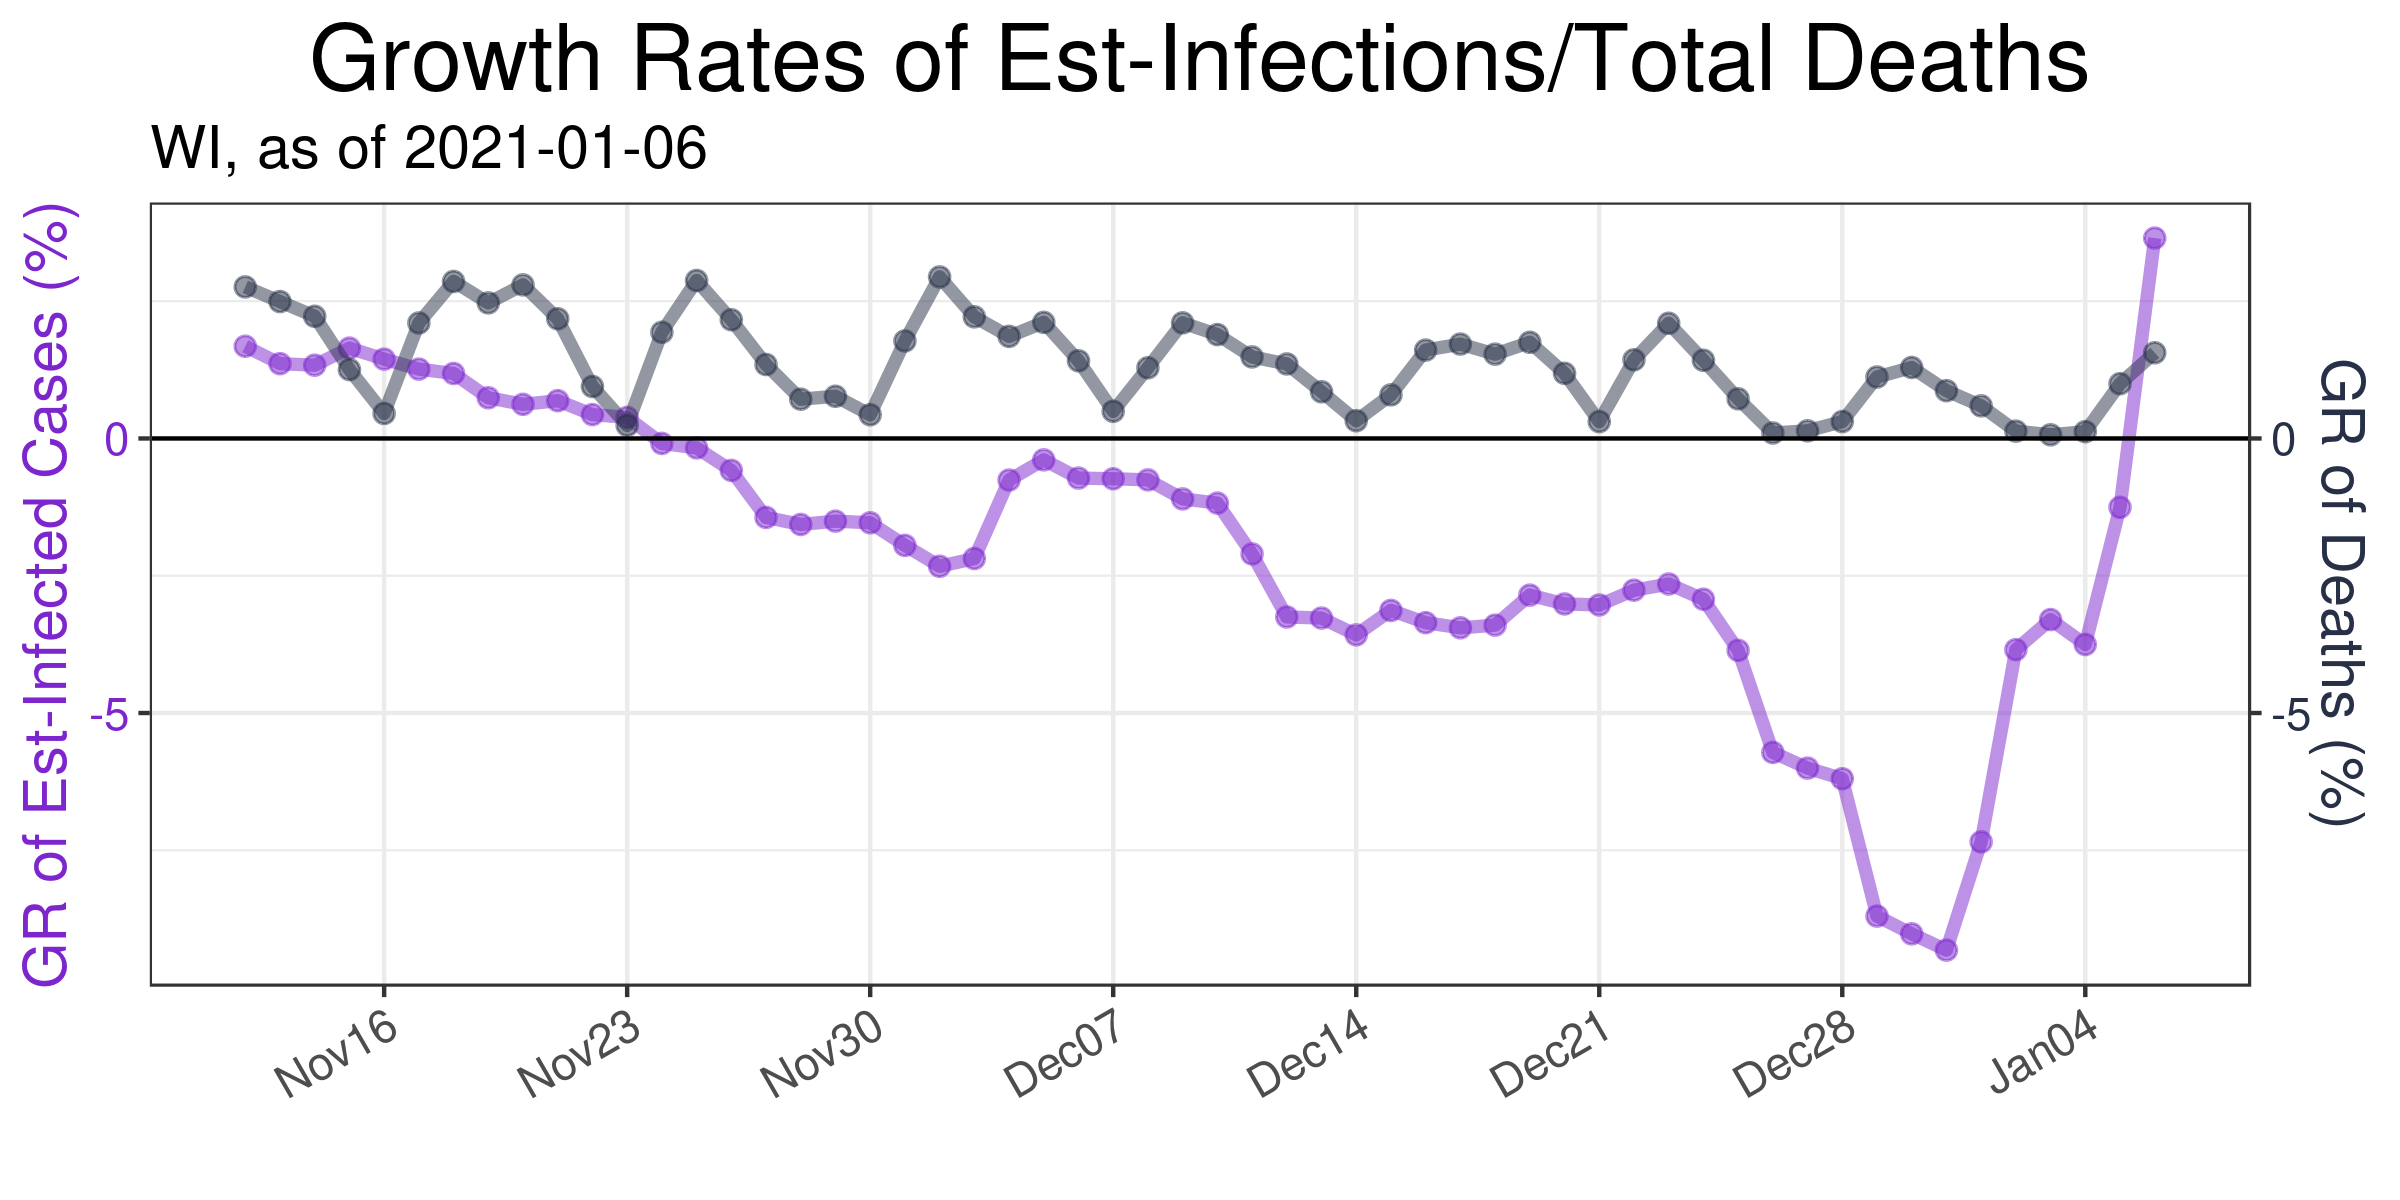 Growth Rates of Est-Infections/Total Deaths
WI, as of 2021-01-06
GR of Est-Infected Cases (%)
0
-5
0
-5
GR of Deaths (%)
Nov16
Nov23
Nov30
Dec07
Dec14
Dec21
Dec28
Jan04